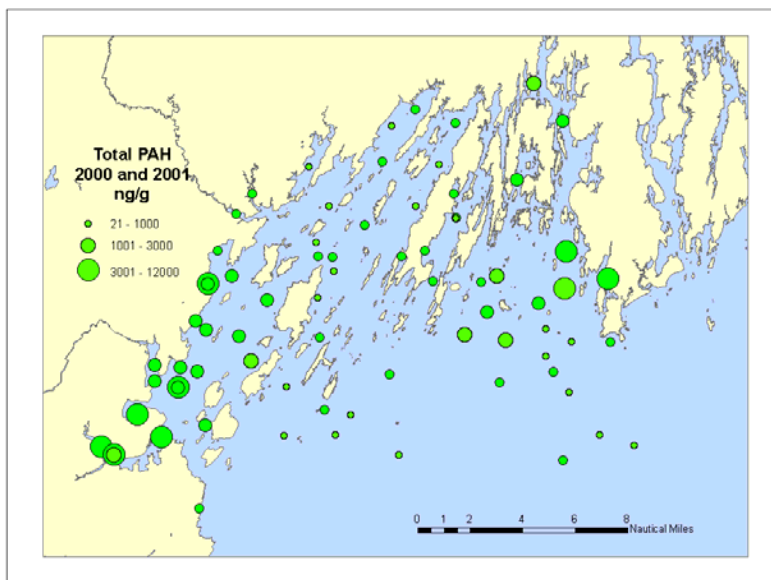 Total PAH
2000 and 2001
ng/g
21 - 1000
1001 - 3000
3001 - 12000
0 1 2 4 6 8
Nautical Miles